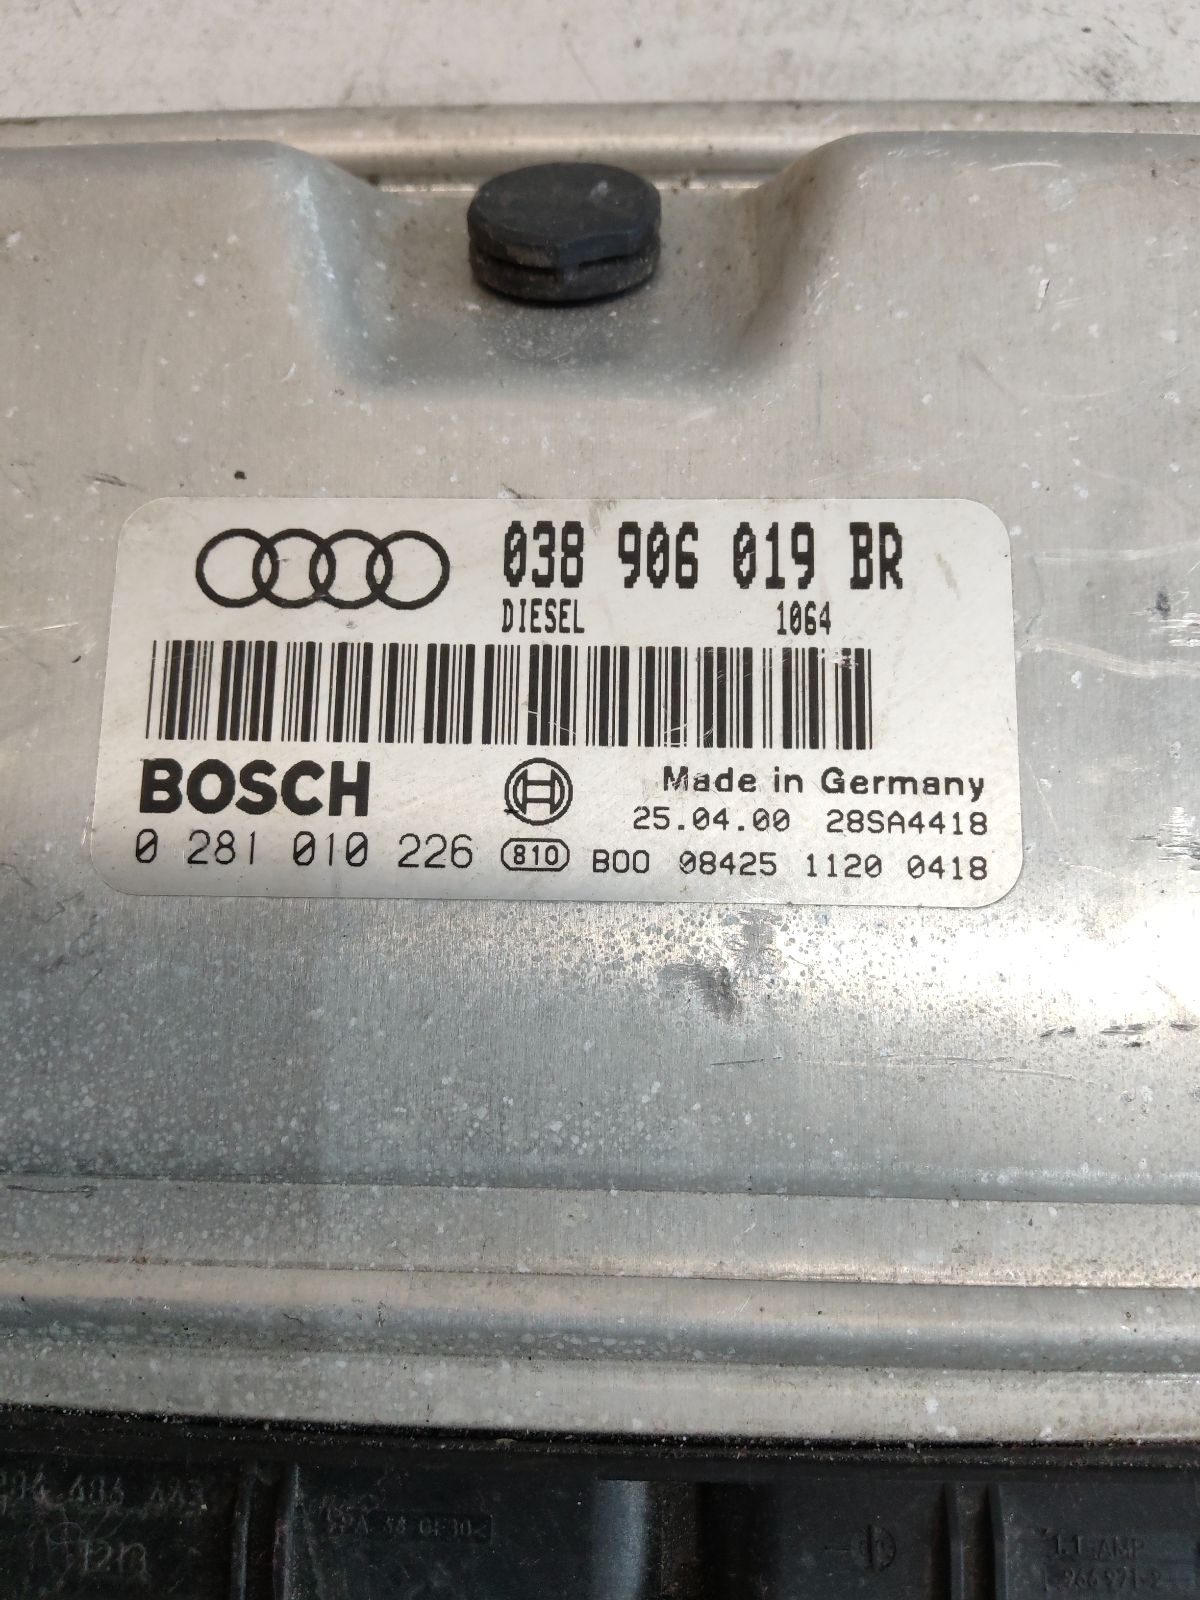 038 906 019 BR
DIESEL 1064
BOSCH
Made in Germany
25.04.00 28SA4418
0 281 010 226 810 B00 08425 1120 0418